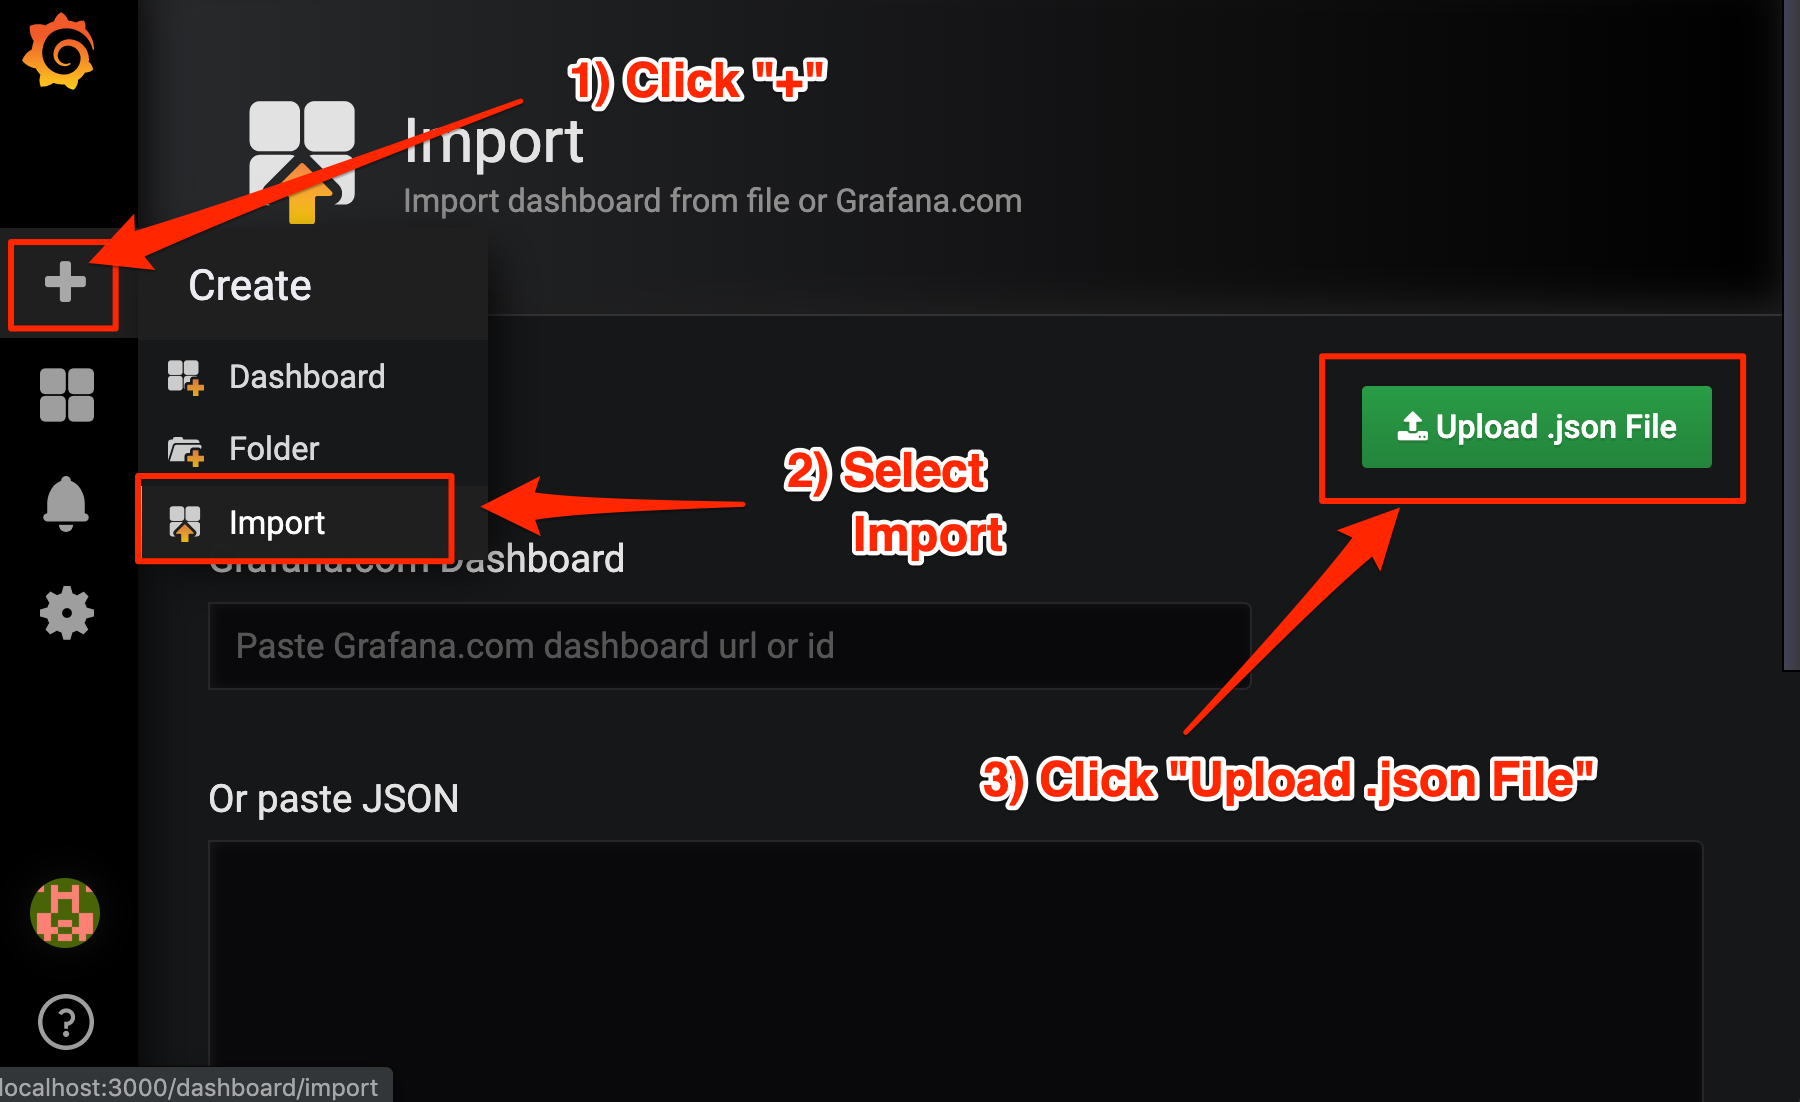 1) Click "+"
Import
Import dashboard from file or Grafana.com
Create
Dashboard
Folder
Import
Upload .json File
2) Select
Import
Grafana.com Dashboard
Paste Grafana.com dashboard url or id
3) Click "Upload .json File"
Or paste JSON
localhost:3000/dashboard/import